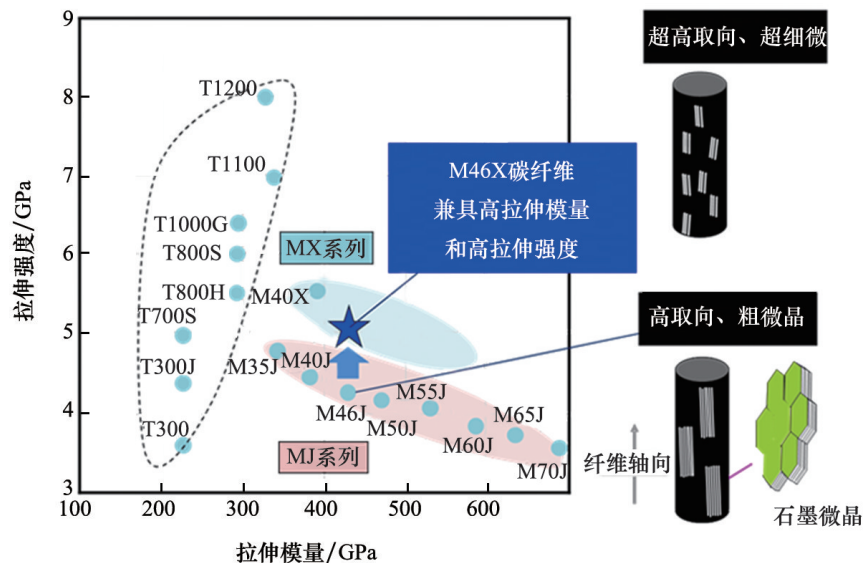 9
8
7
6
5
4
3
拉伸强度/GPa
100
200
300
400
500
600
拉伸模量/GPa
T1200
T1100
T1000G
T800S
T800H
T700S
T300J
T300
MX系列
M40X
M35J
M40J
M46J
M50J
M55J
M60J
M65J
M70J
MJ系列
M46X碳纤维
兼具高拉伸模量
和高拉伸强度
超高取向、超细微
高取向、粗微晶
纤维轴向
石墨微晶